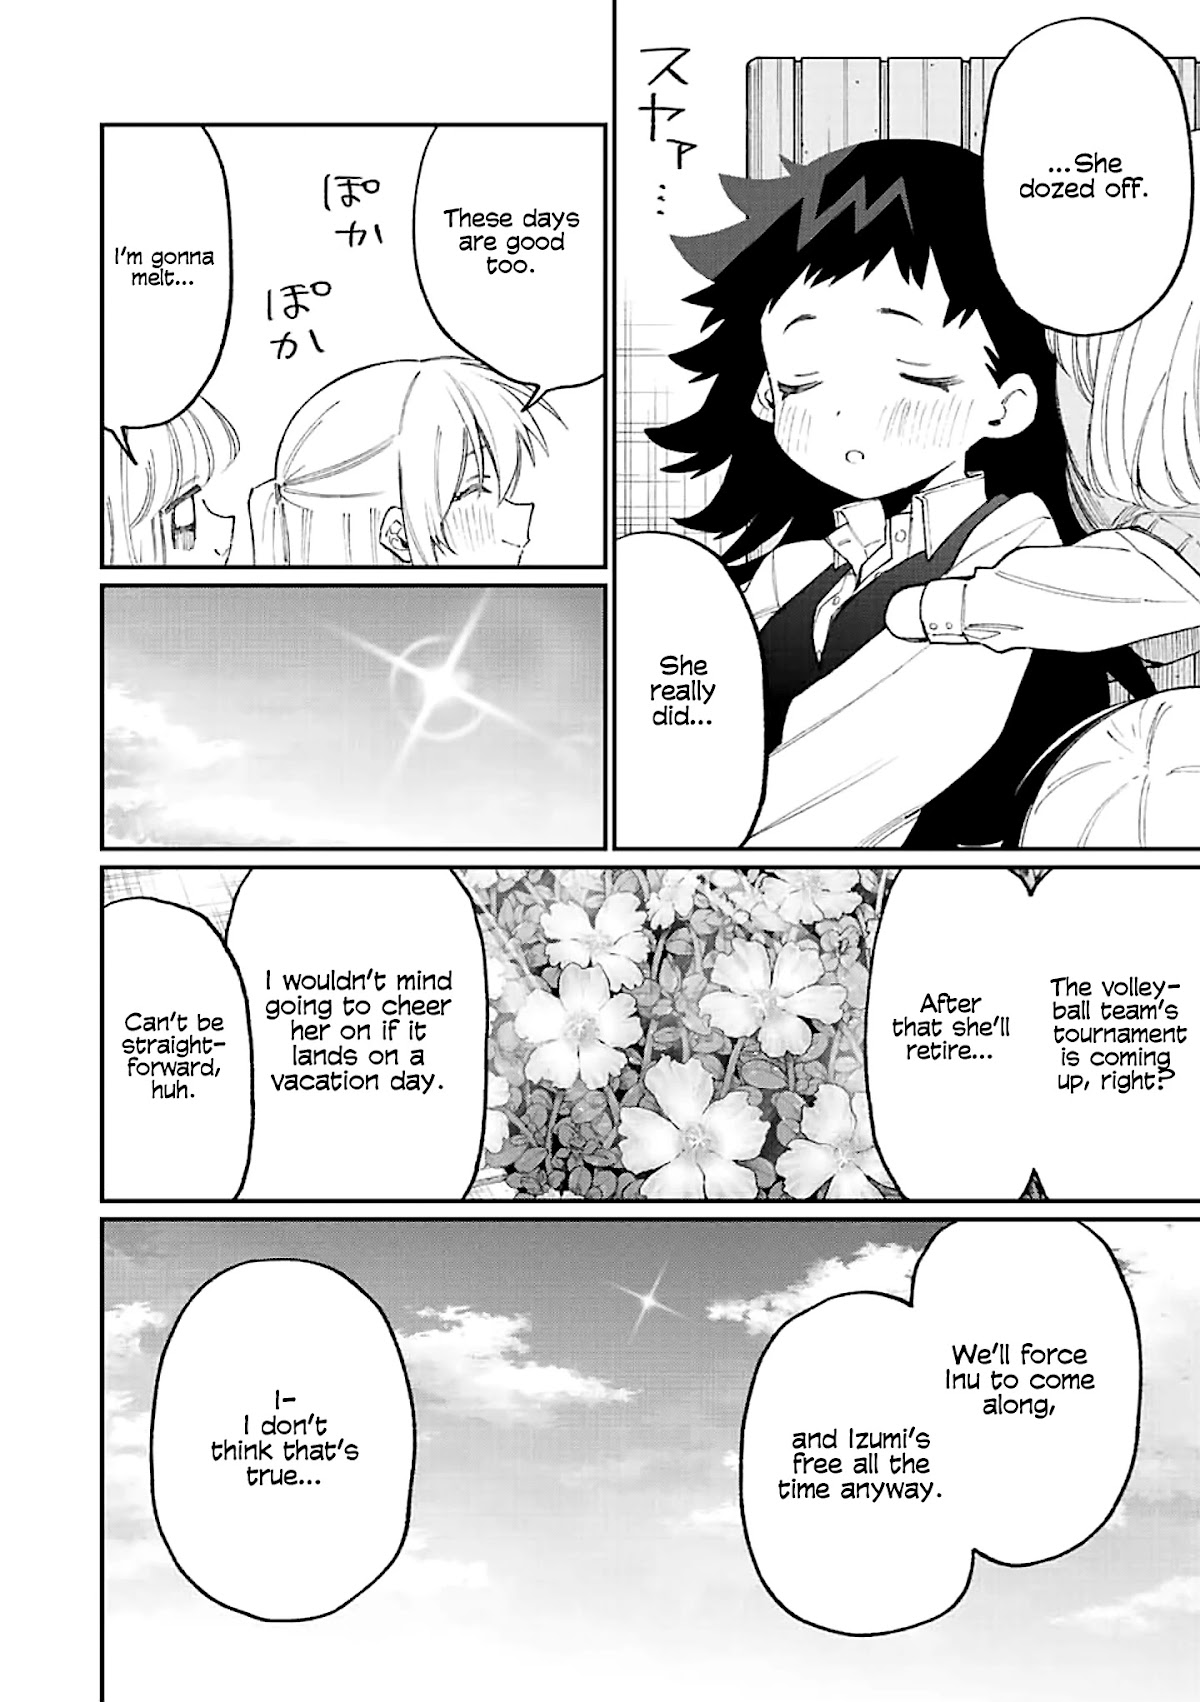 ...She
dozed off.
スヤァ…
She
really
did...
These days
are good
too.
ぽか
ぽか
I'm gonna
melt...
The volley-
ball team's
tournament
is coming
up, right?
After
that she'll
retire...
I wouldn't mind
going to cheer
her on if it
lands on a
vacation day.
Can't be
straight-
forward,
huh.
We'll force
Inu to come
along,
and Izumi's
free all the
time anyway.
I-
I don't
think that's
true...